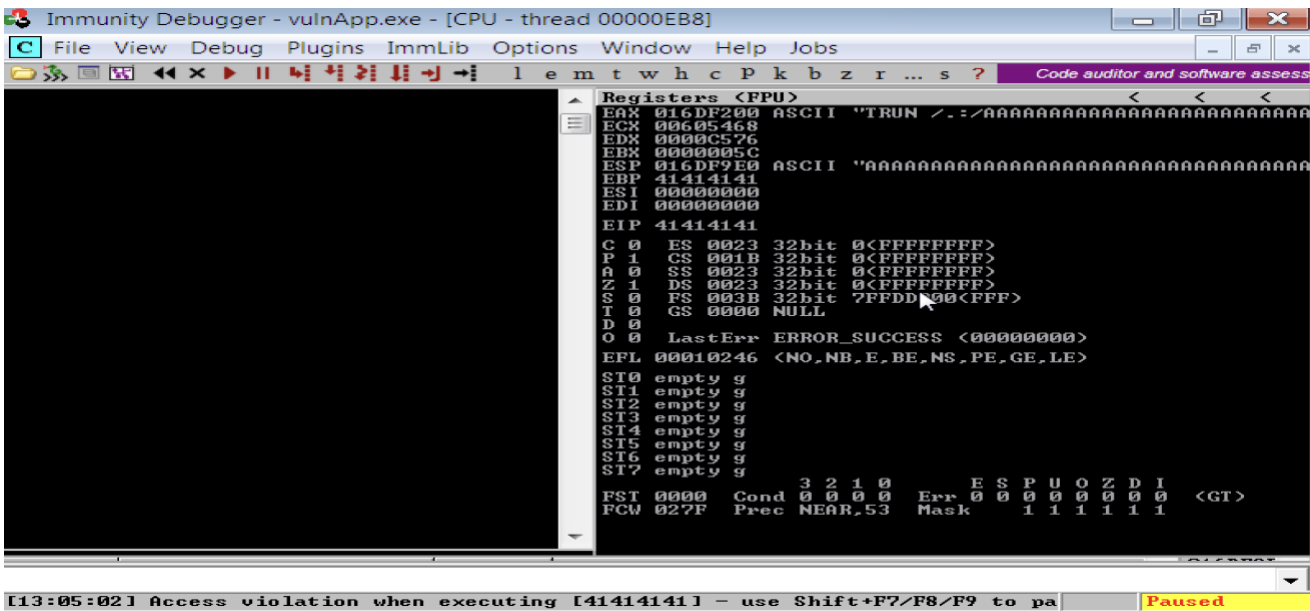 Immunity Debugger - vulnApp.exe - [CPU - thread 00000EB8]
C File View Debug Plugins ImmLib Options Window Help Jobs
l e m t w h c P k b z r ... s ? Code auditor and software assess
Registers (FPU) < < <
EAX 016DF200 ASCII "TRUN /.:/AAAAAAAAAAAAAAAAAAAAAAAAAAAA
ECX 00605468
EDX 0000C576
EBX 0000005C
ESP 016DF9E0 ASCII "AAAAAAAAAAAAAAAAAAAAAAAAAAAAAAAAAAAAA
EBP 41414141
ESI 00000000
EDI 00000000
EIP 41414141
C 0 ES 0023 32bit 0(FFFFFFFF)
P 1 CS 001B 32bit 0(FFFFFFFF)
A 0 SS 0023 32bit 0(FFFFFFFF)
Z 1 DS 0023 32bit 0(FFFFFFFF)
S 0 FS 003B 32bit (FFF)
T 0 GS 0000 NULL
D 0
O 0 LastErr ERROR_SUCCESS (00000000)
EFL 00010246 (NO,NB,E,BE,NS,PE,GE,LE)
ST0 empty g
ST1 empty g
ST2 empty g
ST3 empty g
ST4 empty g
ST5 empty g
ST6 empty g
ST7 empty g
3 2 1 0 E S P U O Z D I
FST 0000 Cond 0 0 0 0 Err 0 0 0 0 0 0 0 0 (GT)
FCW 027F Prec NEAR,53 Mask 1 1 1 1 1 1
[13:05:02] Access violation when executing [41414141] - use Shift+F7/F8/F9 to pa Paused